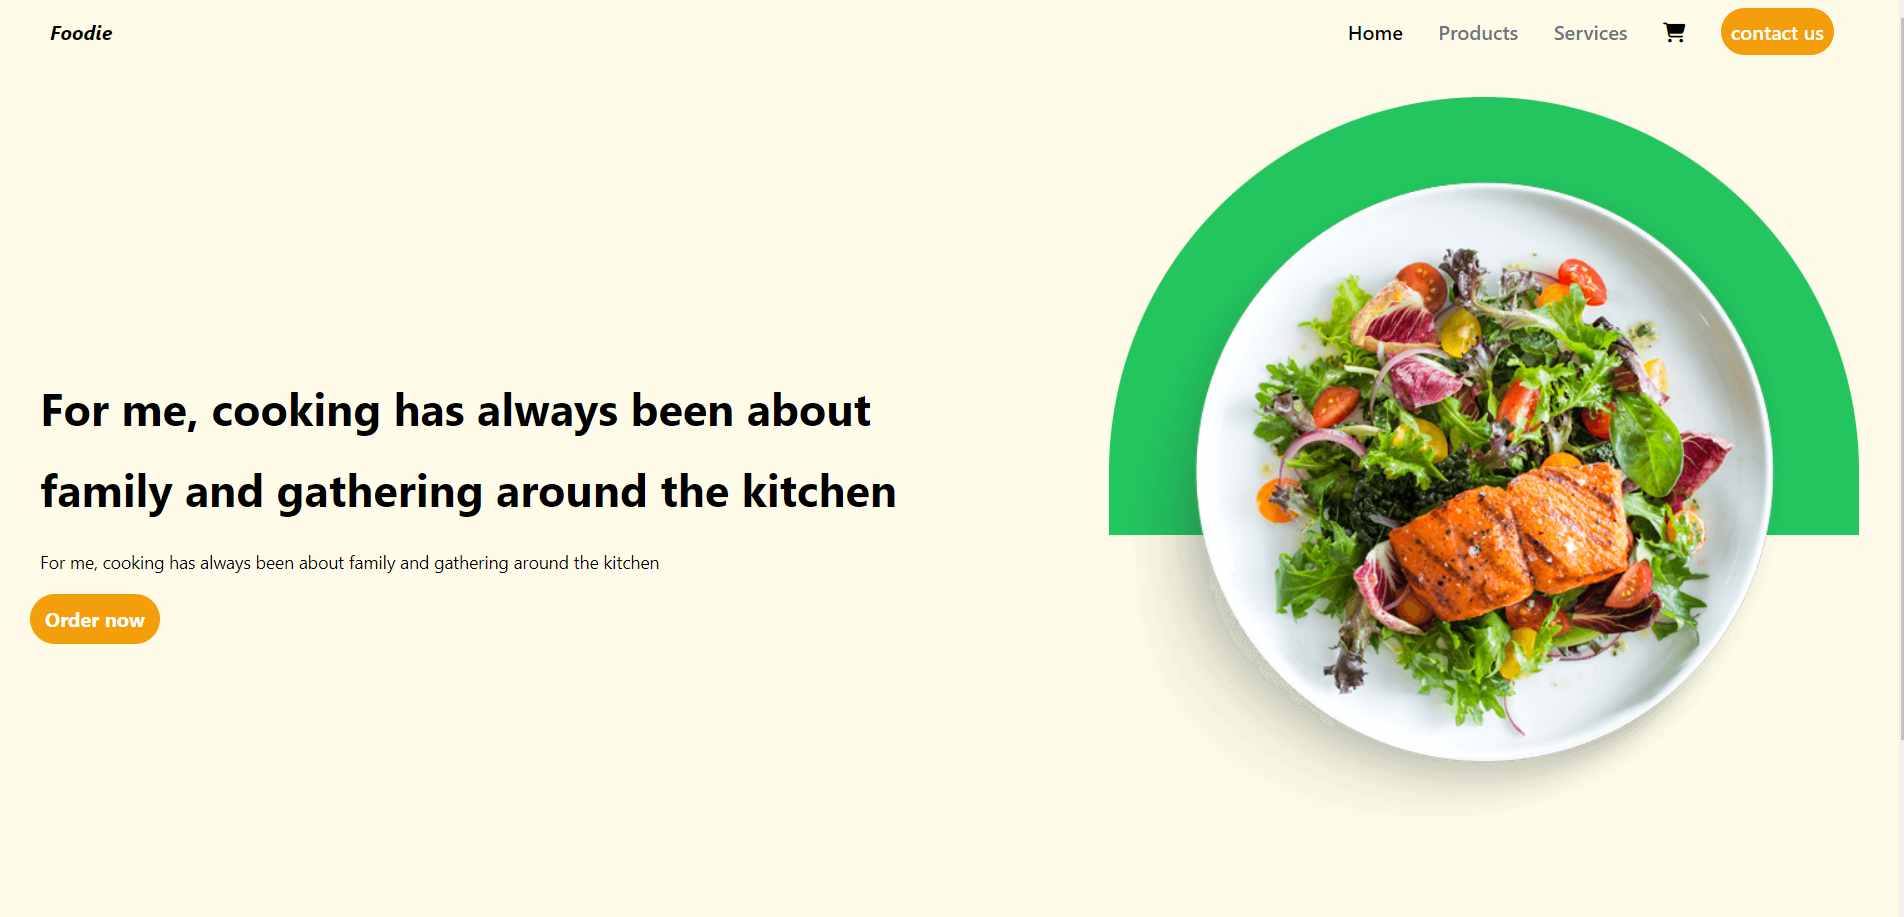 Foodie
Home Products Services contact us
For me, cooking has always been about
family and gathering around the kitchen
For me, cooking has always been about family and gathering around the kitchen
Order now